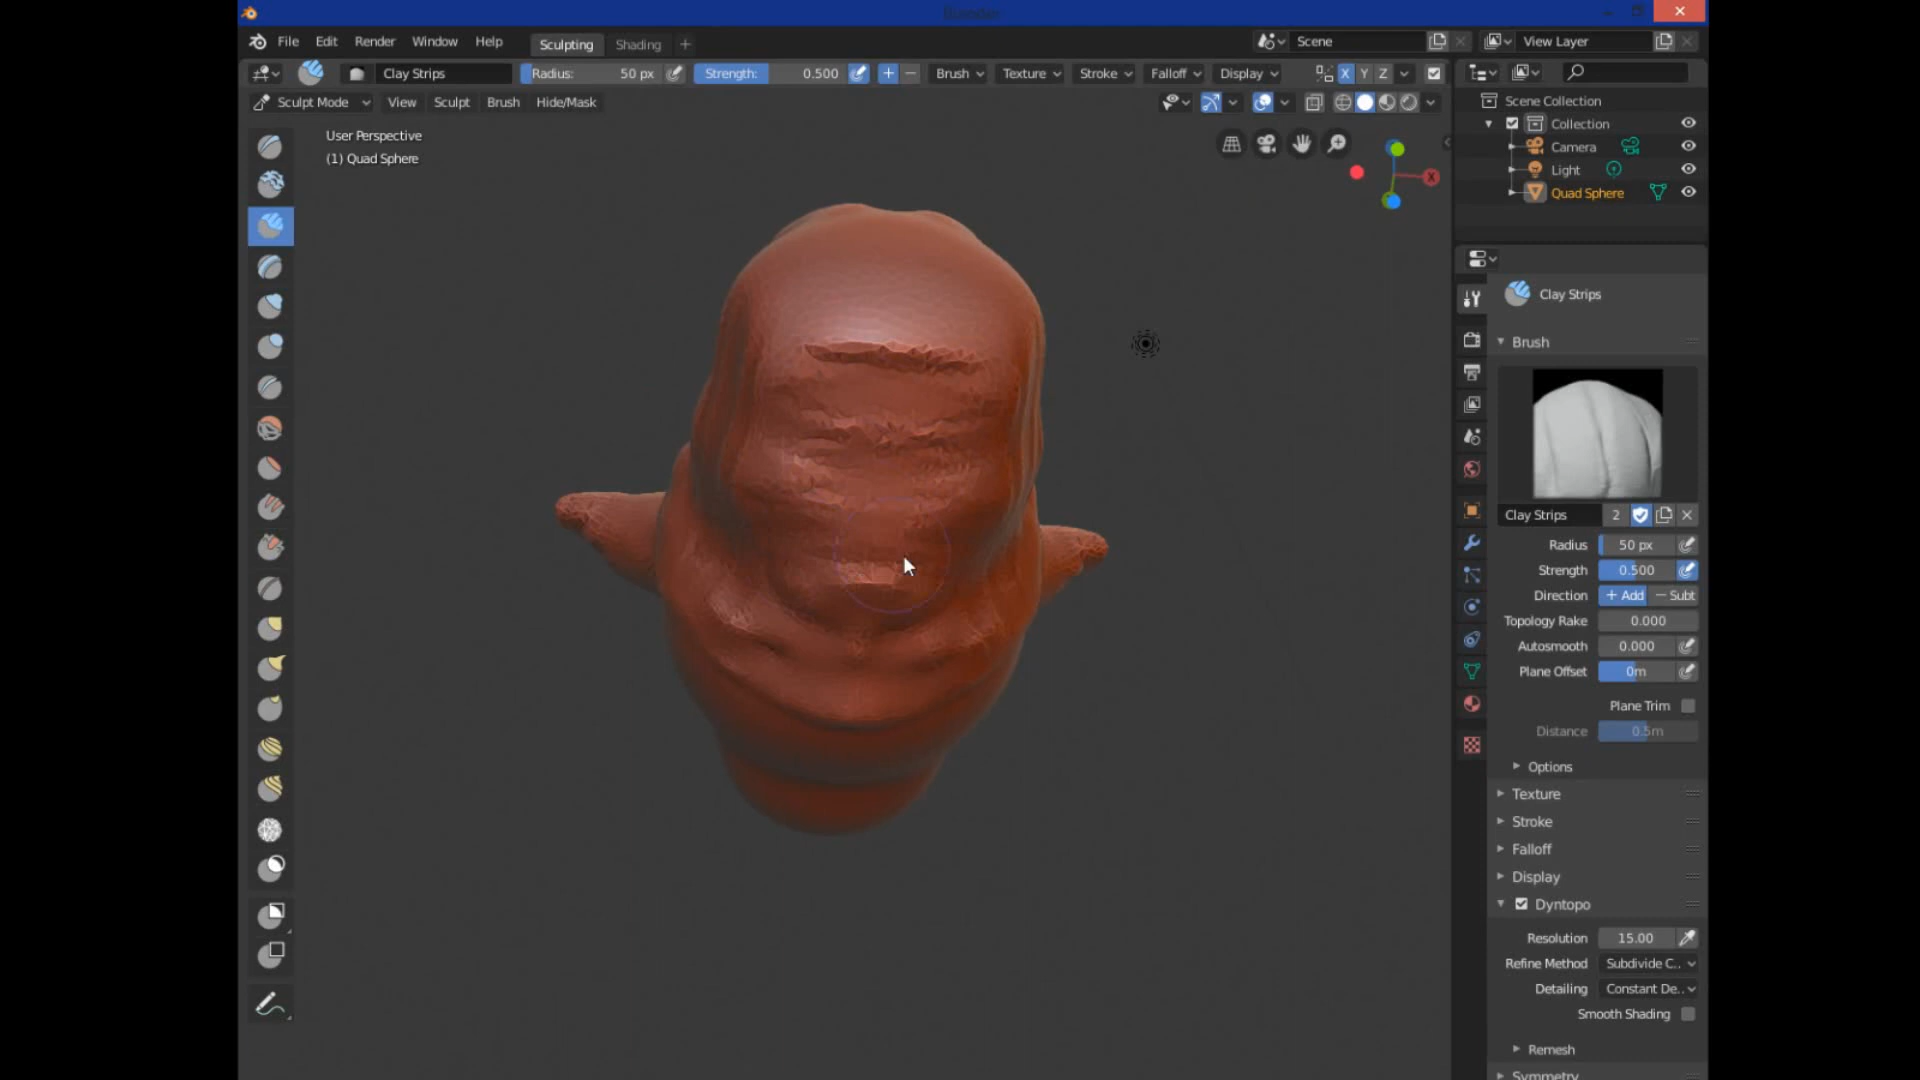 Blender
File Edit Render Window Help Sculpting Shading + Scene View Layer
Clay Strips Radius: 50 px Strength: 0.500 Brush Texture Stroke Falloff Display X Y Z
Sculpt Mode View Sculpt Brush Hide/Mask
User Perspective
(1) Quad Sphere
X
Scene Collection
Collection
Camera
Light
Quad Sphere
Clay Strips
Brush
Clay Strips 2
Radius 50 px
Strength 0.500
Direction + Add − Subt
Topology Rake 0.000
Autosmooth 0.000
Plane Offset 0m
Plane Trim
Distance 0.5m
Options
Texture
Stroke
Falloff
Display
Dyntopo
Resolution 15.00
Refine Method Subdivide C..
Detailing Constant De..
Smooth Shading
Remesh
Symmetry